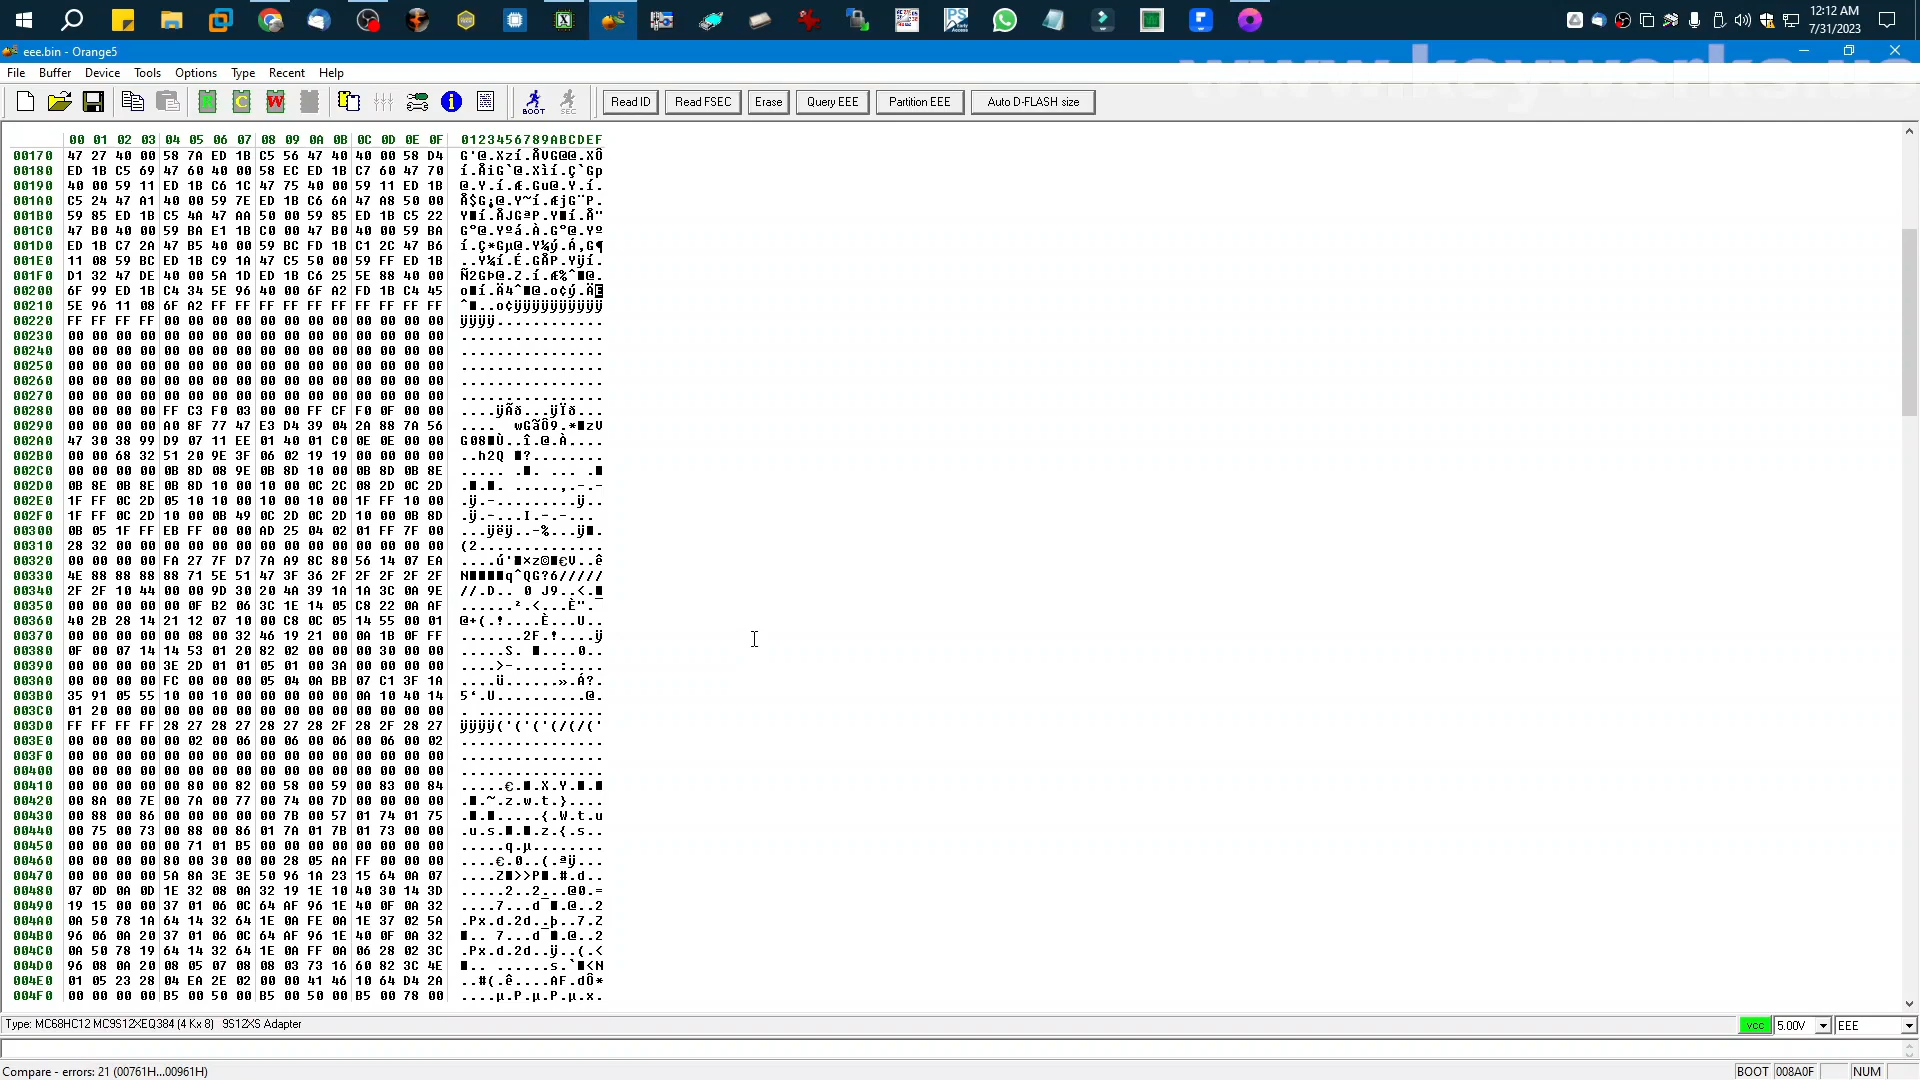 12:12 AM
7/31/2023
eee.bin - Orange5
www.keyworks.us
File Buffer Device Tools Options Type Recent Help
Read ID Read FSEC Erase Query EEE Partition EEE Auto D-FLASH size
BOOT SEC
00 01 02 03 04 05 06 07 08 09 0A 0B 0C 0D 0E 0F 0123456789ABCDEF
00170 47 27 40 00 58 7A ED 1B C5 56 47 40 40 00 58 D4
00180 ED 1B C5 69 47 60 40 00 58 EC ED 1B C7 60 47 70
00190 40 00 59 11 ED 1B C6 1C 47 75 40 00 59 11 ED 1B
001A0 C5 24 47 A1 40 00 59 7E ED 1B C6 6A 47 A8 50 00
001B0 59 85 ED 1B C5 4A 47 AA 50 00 59 85 ED 1B C5 22
001C0 47 B0 40 00 59 BA E1 1B C0 00 47 B0 40 00 59 BA
001D0 ED 1B C7 2A 47 B5 40 00 59 BC FD 1B C1 2C 47 B6
001E0 11 08 59 BC ED 1B C9 1A 47 C5 50 00 59 FF ED 1B
001F0 D1 32 47 DE 40 00 5A 1D ED 1B C6 25 5E 88 40 00
00200 6F 99 ED 1B C4 34 5E 96 40 00 6F A2 FD 1B C4 45
00210 5E 96 11 08 6F A2 FF FF FF FF FF FF FF FF FF FF
00220 FF FF FF FF 00 00 00 00 00 00 00 00 00 00 00 00
00230 00 00 00 00 00 00 00 00 00 00 00 00 00 00 00 00
00240 00 00 00 00 00 00 00 00 00 00 00 00 00 00 00 00
00250 00 00 00 00 00 00 00 00 00 00 00 00 00 00 00 00
00260 00 00 00 00 00 00 00 00 00 00 00 00 00 00 00 00
00270 00 00 00 00 00 00 00 00 00 00 00 00 00 00 00 00
00280 00 00 00 00 FF C3 F0 03 00 00 FF CF F0 0F 00 00
00290 00 00 00 00 A0 8F 77 47 E3 D4 39 04 2A 88 7A 56
002A0 47 30 38 99 D9 07 11 EE 01 40 01 C0 0E 0E 00 00
002B0 00 00 68 32 51 20 9E 3F 06 02 19 19 00 00 00 00
002C0 00 00 00 00 0B 8D 08 9E 0B 8D 10 00 0B 8D 0B 8E
002D0 0B 8E 0B 8E 0B 8D 10 00 10 00 0C 2C 08 2D 0C 2D
002E0 1F FF 0C 2D 05 10 10 00 10 00 10 00 1F FF 10 00
002F0 1F FF 0C 2D 10 00 0B 49 0C 2D 0C 2D 10 00 0B 8D
00300 0B 05 1F FF EB FF 00 00 AD 25 04 02 01 FF 7F 00
00310 28 32 00 00 00 00 00 00 00 00 00 00 00 00 00 00
00320 00 00 00 00 FA 27 7F D7 7A A9 8C 80 56 14 07 EA
00330 4E 88 88 88 88 71 5E 51 47 3F 36 2F 2F 2F 2F 2F
00340 2F 2F 10 44 00 00 9D 30 20 4A 39 1A 1A 3C 0A 9E
00350 00 00 00 00 00 0F B2 06 3C 1E 14 05 C8 22 0A AF
00360 40 2B 28 14 21 12 07 10 00 C8 0C 05 14 55 00 01
00370 00 00 00 00 00 08 00 32 46 19 21 00 0A 1B 0F FF
00380 0F 00 07 14 14 53 01 20 82 02 00 00 00 30 00 00
00390 00 00 00 00 3E 2D 01 01 05 01 00 3A 00 00 00 00
003A0 00 00 00 00 FC 00 00 00 05 04 0A BB 07 C1 3F 1A
003B0 35 91 05 55 10 00 10 00 00 00 00 00 0A 10 40 14
003C0 01 20 00 00 00 00 00 00 00 00 00 00 00 00 00 00
003D0 FF FF FF FF 28 27 28 27 28 27 28 2F 28 2F 28 27
003E0 00 00 00 00 00 02 00 06 00 06 00 06 00 06 00 02
003F0 00 00 00 00 00 00 00 00 00 00 00 00 00 00 00 00
00400 00 00 00 00 00 00 00 00 00 00 00 00 00 00 00 00
00410 00 00 00 00 00 80 00 82 00 58 00 59 00 83 00 84
00420 00 8A 00 7E 00 7A 00 77 00 74 00 7D 00 00 00 00
00430 00 88 00 86 00 00 00 00 00 7B 00 57 01 74 01 75
00440 00 75 00 73 00 88 00 86 01 7A 01 7B 01 73 00 00
00450 00 00 00 00 00 71 01 B5 00 00 00 00 00 00 00 00
00460 00 00 00 00 80 00 30 00 00 28 05 AA FF 00 00 00
00470 00 00 00 00 5A 8A 3E 3E 50 96 1A 23 15 64 0A 07
00480 07 0D 0A 0D 1E 32 08 0A 32 19 1E 10 40 30 14 3D
00490 19 15 00 00 37 01 06 0C 64 AF 96 1E 40 0F 0A 32
004A0 0A 50 78 1A 64 14 32 64 1E 0A FE 0A 1E 37 02 5A
004B0 96 06 0A 20 37 01 06 0C 64 AF 96 1E 40 0F 0A 32
004C0 0A 50 78 19 64 14 32 64 1E 0A FF 0A 06 28 02 3C
004D0 96 08 0A 20 08 05 07 08 08 03 73 16 60 82 3C 4E
004E0 01 05 23 28 04 EA 2E 02 00 00 41 46 10 64 D4 2A
004F0 00 00 00 00 B5 00 50 00 B5 00 50 00 B5 00 78 00
Type: MC68HC12 MC9S12XEQ384 (4 Kx 8) 9S12XS Adapter
vcc 5.00V EEE
Compare - errors: 21 (00761H...00961H)
BOOT 008A0F NUM